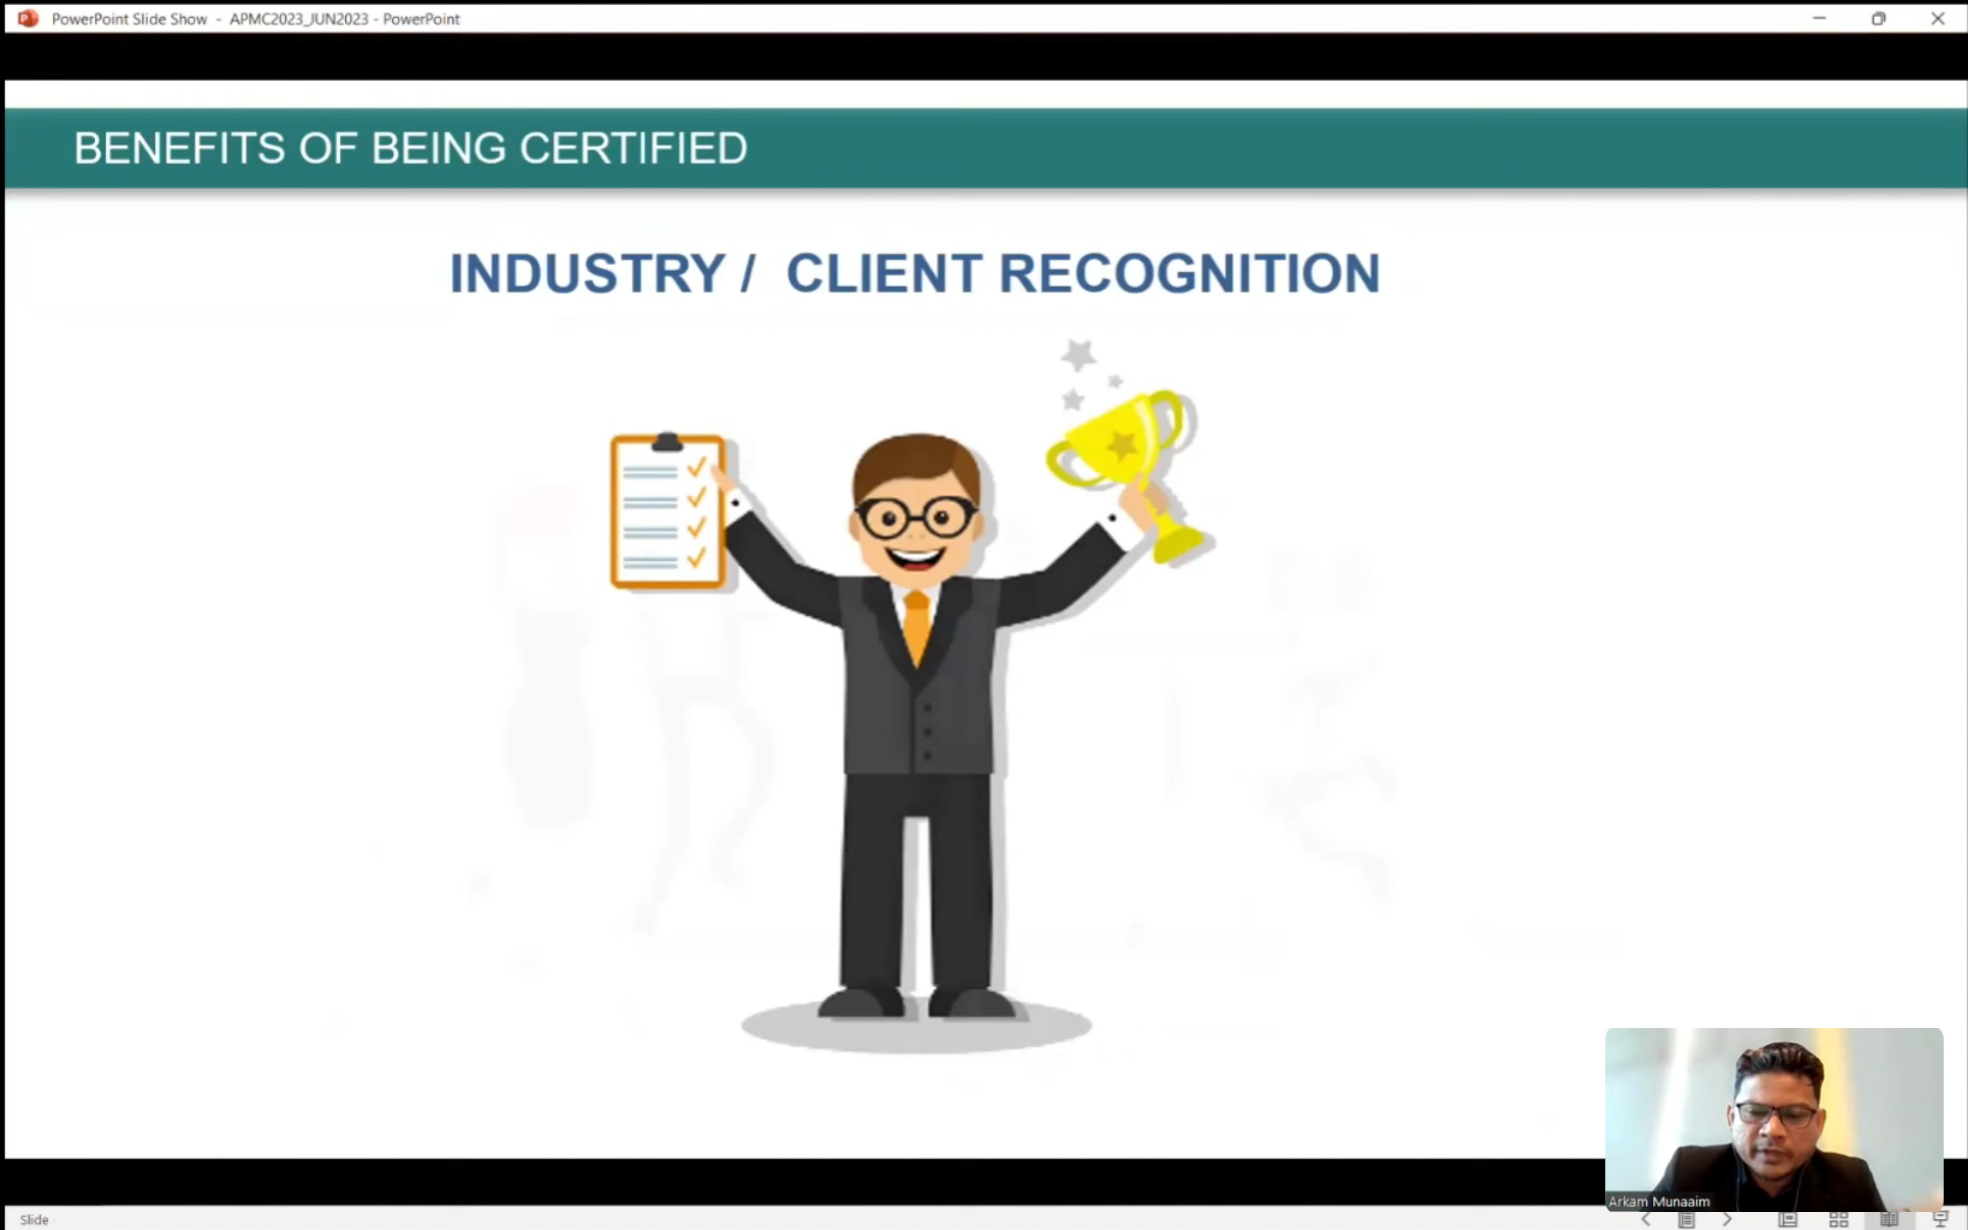 PowerPoint Slide Show - APMC2023_JUN2023 - PowerPoint
BENEFITS OF BEING CERTIFIED
INDUSTRY / CLIENT RECOGNITION
Arkam Munaaim
Slide